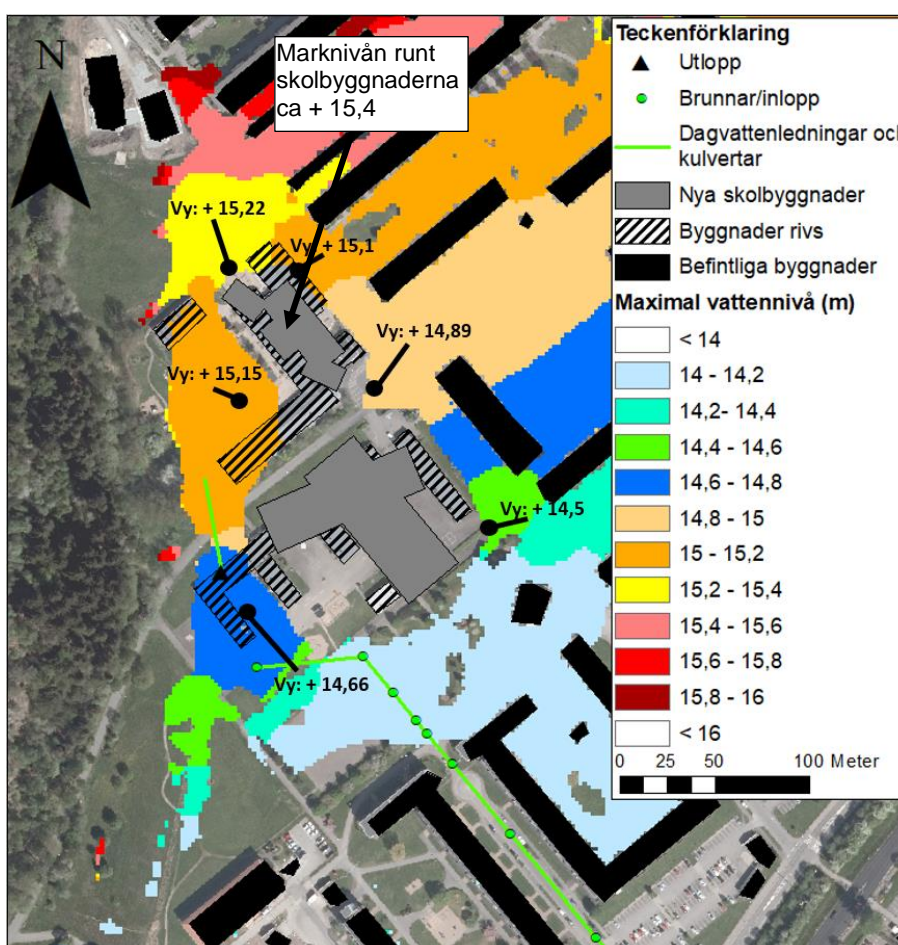 N
Marknivån runt
skolbyggnaderna
ca + 15,4
Vy: + 15,22
Vy: + 15,1
Vy: + 14,89
Vy: + 15,15
Vy: + 14,5
Vy: + 14,66
Teckenförklaring
Utlopp
Brunnar/inlopp
Dagvattenledningar och
kulvertar
Nya skolbyggnader
Byggnader rivs
Befintliga byggnader
Maximal vattennivå (m)
< 14
14 - 14,2
14,2- 14,4
14,4 - 14,6
14,6 - 14,8
14,8 - 15
15 - 15,2
15,2 - 15,4
15,4 - 15,6
15,6 - 15,8
15,8 - 16
< 16
0 25 50 100 Meter